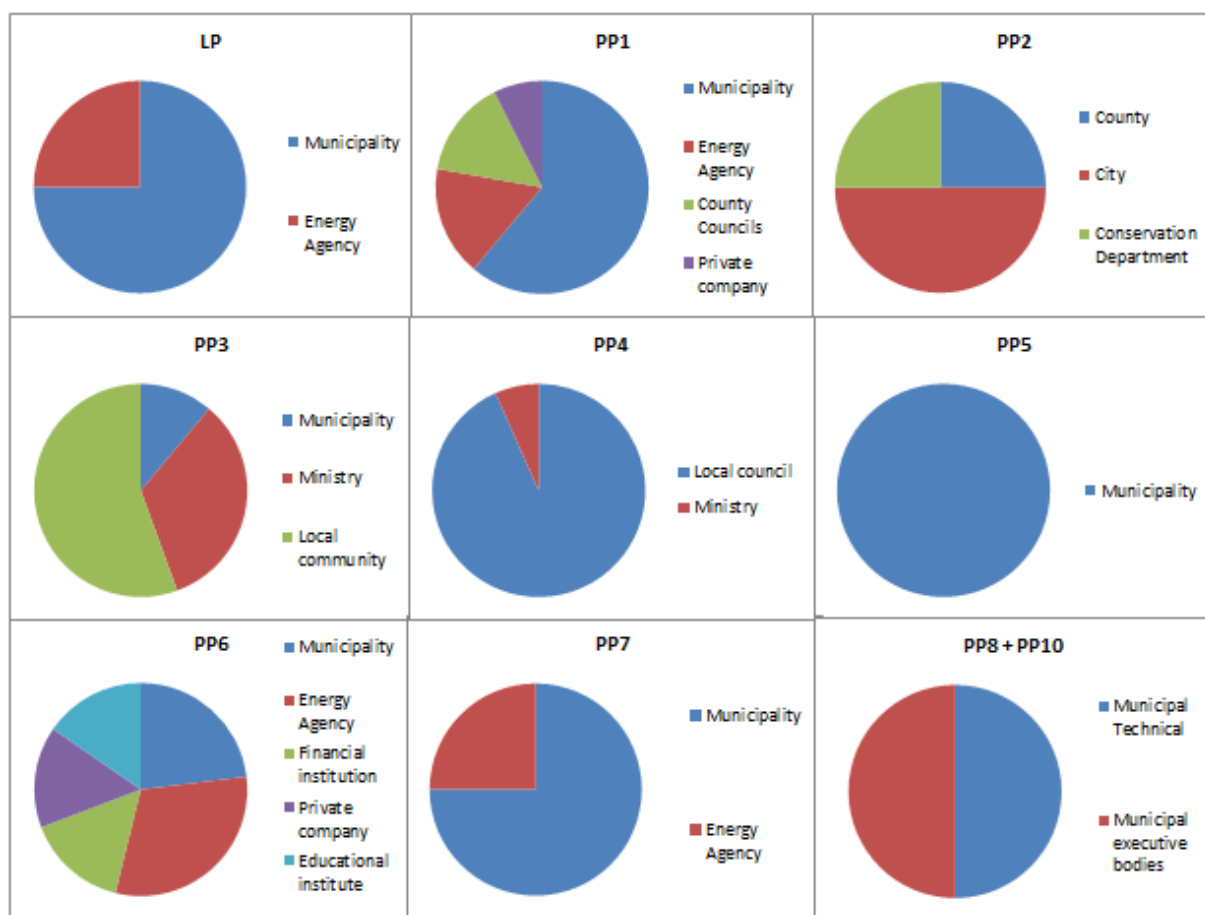 LP
Municipality
Energy
Agency
PP1
Municipality
Energy
Agency
County
Councils
Private
company
PP2
County
City
Conservation
Department
PP3
Municipality
Ministry
Local
community
PP4
Local council
Ministry
PP5
Municipality
PP6
Municipality
Energy
Agency
Financial
institution
Private
company
Educational
institute
PP7
Municipality
Energy
Agency
PP8 + PP10
Municipal
Technical
Municipal
executive
bodies